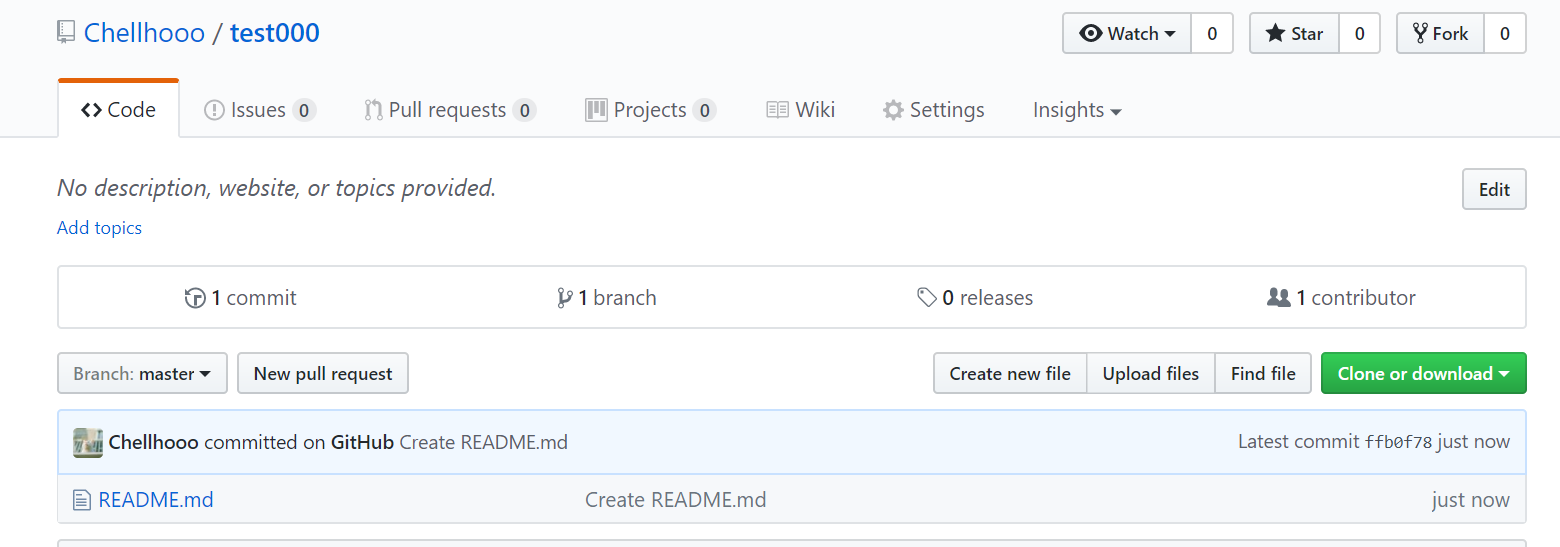 Chellhooo / test000 Watch 0 Star 0 Fork 0
Code Issues 0 Pull requests 0 Projects 0 Wiki Settings Insights
No description, website, or topics provided. Edit
Add topics
1 commit 1 branch 0 releases 1 contributor
Branch: master New pull request Create new file Upload files Find file Clone or download
Chellhooo committed on GitHub Create README.md Latest commit ffb0f78 just now
README.md Create README.md just now